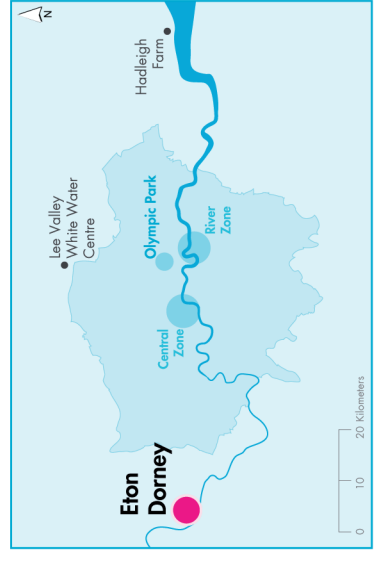 N
Lee Valley
White Water
Centre
Hadleigh
Farm
Olympic Park
River
Zone
Central
Zone
Eton
Dorney
0 10 20 Kilometers